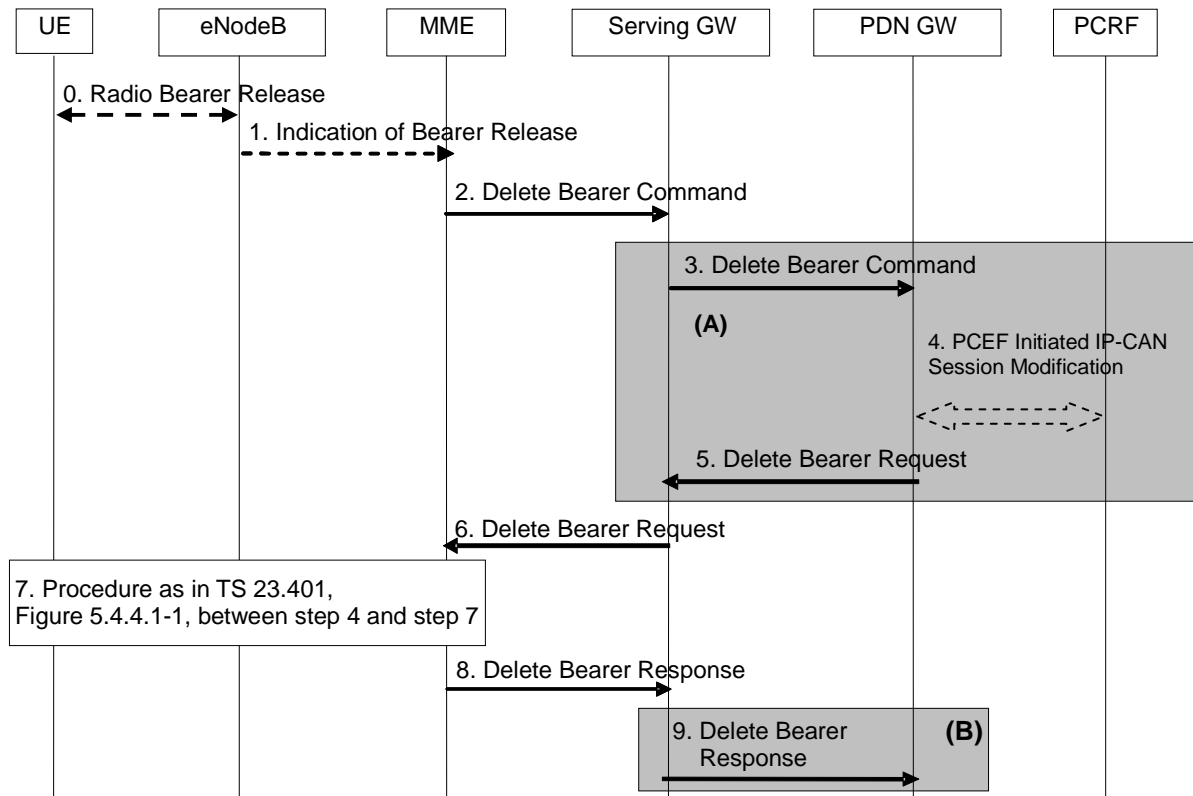 UE
eNodeB
MME
Serving GW
PDN GW
PCRF
0. Radio Bearer Release
1. Indication of Bearer Release
2. Delete Bearer Command
3. Delete Bearer Command
(A)
4. PCEF Initiated IP-CAN
Session Modification
5. Delete Bearer Request
6. Delete Bearer Request
7. Procedure as in TS 23.401,
Figure 5.4.4.1-1, between step 4 and step 7
8. Delete Bearer Response
9. Delete Bearer
Response
(B)